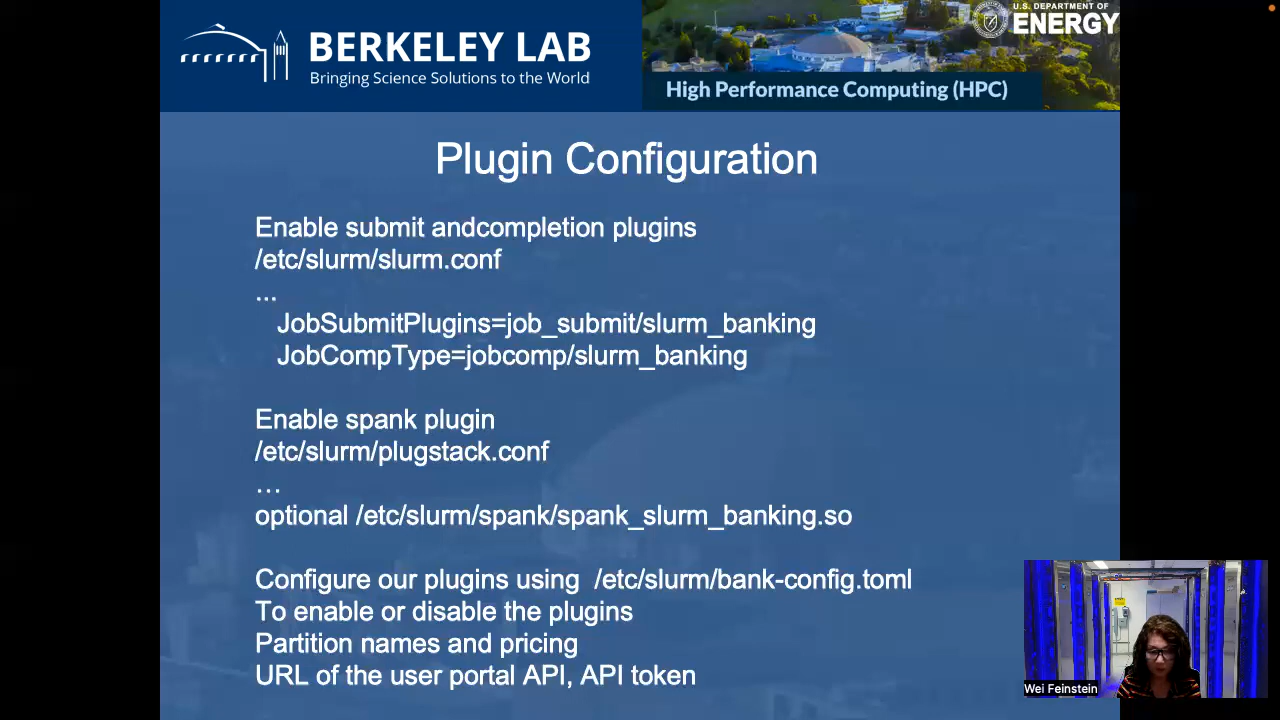 BERKELEY LAB
Bringing Science Solutions to the World
U.S. DEPARTMENT OF
ENERGY
High Performance Computing (HPC)
Plugin Configuration
Enable submit andcompletion plugins
/etc/slurm/slurm.conf
...
JobSubmitPlugins=job_submit/slurm_banking
JobCompType=jobcomp/slurm_banking
Enable spank plugin
/etc/slurm/plugstack.conf
…
optional /etc/slurm/spank/spank_slurm_banking.so
Configure our plugins using /etc/slurm/bank-config.toml
To enable or disable the plugins
Partition names and pricing
URL of the user portal API, API token
Wei Feinstein